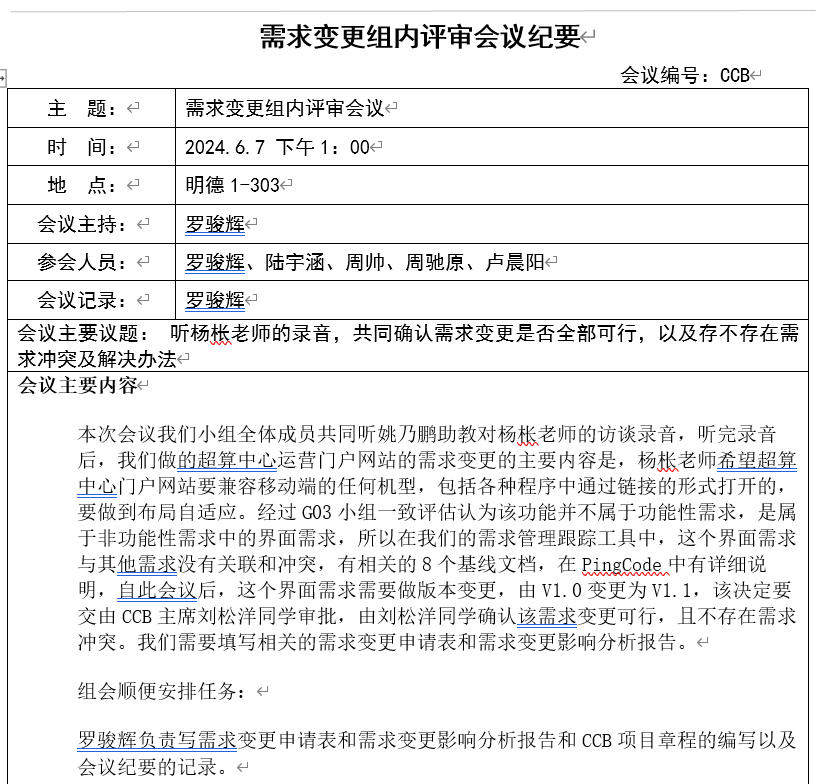 需求变更组内评审会议纪要
会议编号：CCB
主 题： 需求变更组内评审会议
时 间： 2024.6.7 下午1：00
地 点： 明德1-303
会议主持： 罗骏辉
参会人员： 罗骏辉、陆宇涵、周帅、周驰原、卢晨阳
会议记录： 罗骏辉
会议主要议题： 听杨枨老师的录音，共同确认需求变更是否全部可行，以及存不存在需
求冲突及解决办法
会议主要内容
本次会议我们小组全体成员共同听姚乃鹏助教对杨枨老师的访谈录音，听完录音
后，我们做的超算中心运营门户网站的需求变更的主要内容是，杨枨老师希望超算
中心门户网站要兼容移动端的任何机型，包括各种程序中通过链接的形式打开的，
要做到布局自适应。经过G03小组一致评估认为该功能并不属于功能性需求，是属
于非功能性需求中的界面需求，所以在我们的需求管理跟踪工具中，这个界面需求
与其他需求没有关联和冲突，有相关的8个基线文档，在PingCode中有详细说
明，自此会议后，这个界面需求需要做版本变更，由V1.0变更为V1.1，该决定要
交由CCB主席刘松洋同学审批，由刘松洋同学确认该需求变更可行，且不存在需求
冲突。我们需要填写相关的需求变更申请表和需求变更影响分析报告。
组会顺便安排任务：
罗骏辉负责写需求变更申请表和需求变更影响分析报告和CCB项目章程的编写以及
会议纪要的记录。